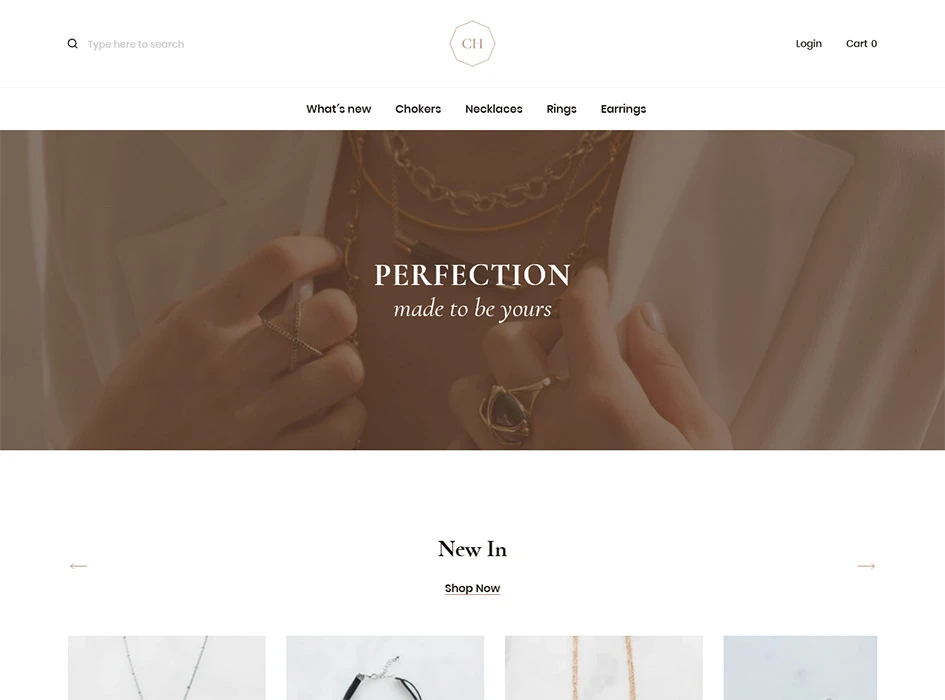 Type here to search
CH
Login
Cart 0
What's new
Chokers
Necklaces
Rings
Earrings
PERFECTION
made to be yours
New In
Shop Now